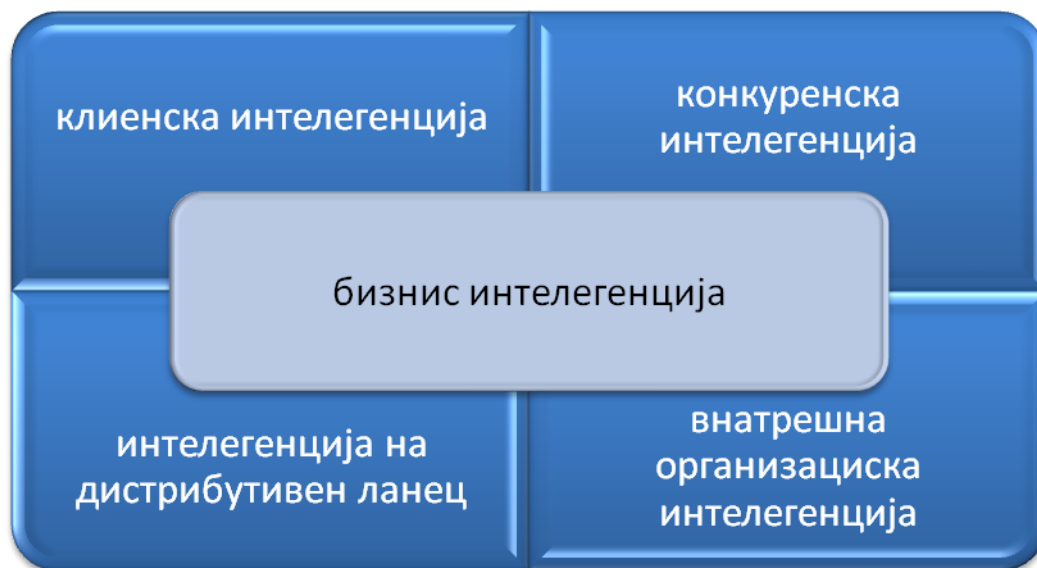 клиенска интелегенција
конкуренска
интелегенција
бизнис интелегенција
интелегенција на
дистрибутивен ланец
внатрешна
организациска
интелегенција